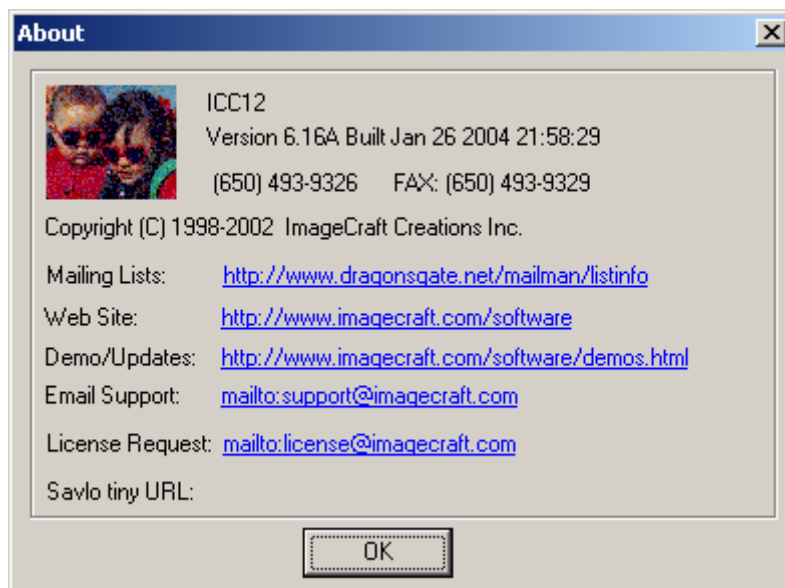 About
ICC12
Version 6.16A Built Jan 26 2004 21:58:29
(650) 493-9326 FAX: (650) 493-9329
Copyright (C) 1998-2002 ImageCraft Creations Inc.
Mailing Lists: http://www.dragonsgate.net/mailman/listinfo
Web Site: http://www.imagecraft.com/software
Demo/Updates: http://www.imagecraft.com/software/demos.html
Email Support: mailto:support@imagecraft.com
License Request: mailto:license@imagecraft.com
Savlo tiny URL:
OK